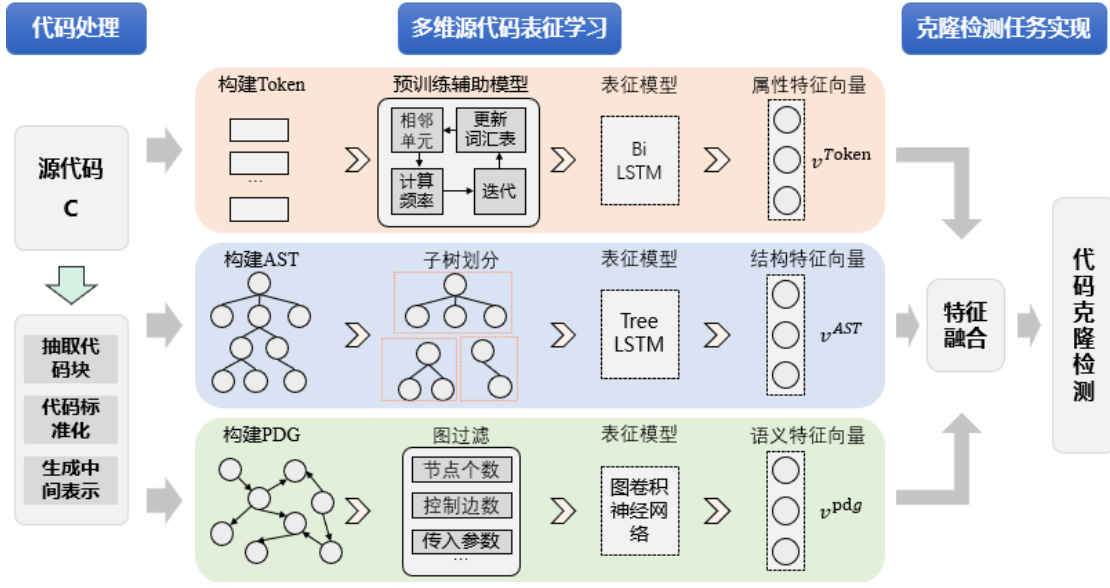 代码处理
多维源代码表征学习
克隆检测任务实现
源代码
C
抽取代
码块
代码标
准化
生成中
间表示
构建Token
...
预训练辅助模型
相邻
单元
更新
词汇表
计算
频率
迭代
表征模型
Bi
LSTM
属性特征向量
v^Token
构建AST
子树划分
表征模型
Tree
LSTM
结构特征向量
v^AST
构建PDG
图过滤
节点个数
控制边数
传入参数
...
表征模型
图卷积
神经网
络
语义特征向量
v^pdg
特征
融合
代
码
克
隆
检
测